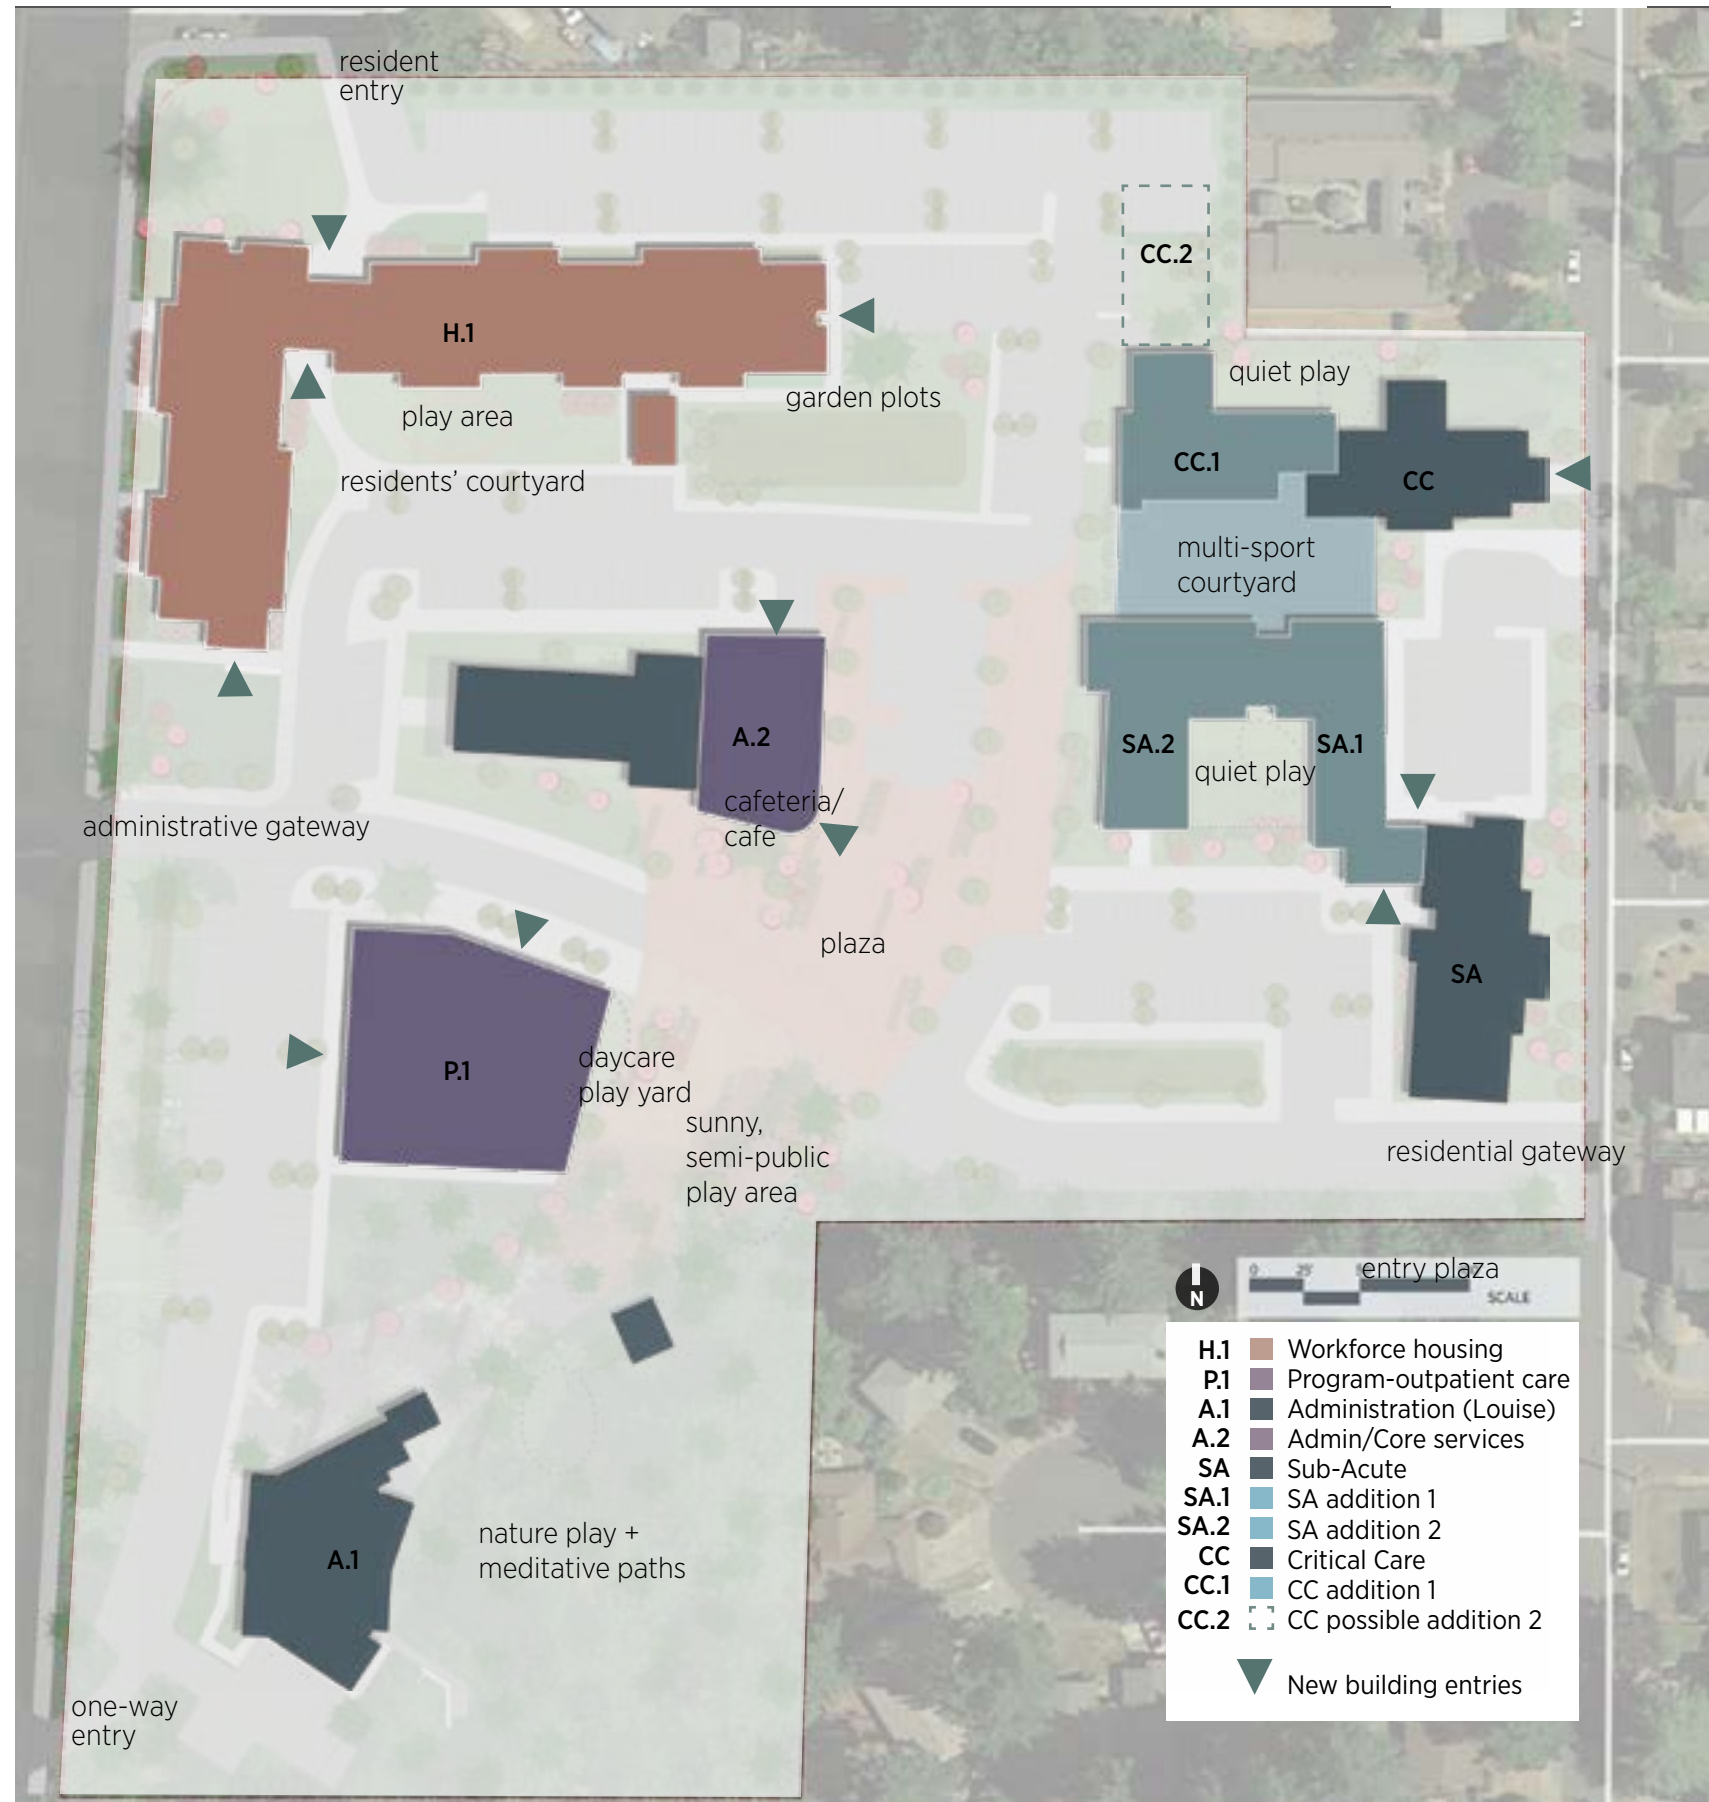 resident
entry
CC.2
H.1
quiet play
garden plots
play area
CC.1
CC
residents' courtyard
multi-sport
courtyard
A.2
SA.2
SA.1
quiet play
cafeteria/
cafe
administrative gateway
plaza
SA
P.1
daycare
play yard
sunny,
semi-public
play area
residential gateway
entry plaza
0 25'
SCALE
N
H.1 Workforce housing
P.1 Program-outpatient care
A.1 Administration (Louise)
A.2 Admin/Core services
SA Sub-Acute
SA.1 SA addition 1
SA.2 SA addition 2
CC Critical Care
CC.1 CC addition 1
CC.2 CC possible addition 2
New building entries
nature play +
meditative paths
A.1
one-way
entry